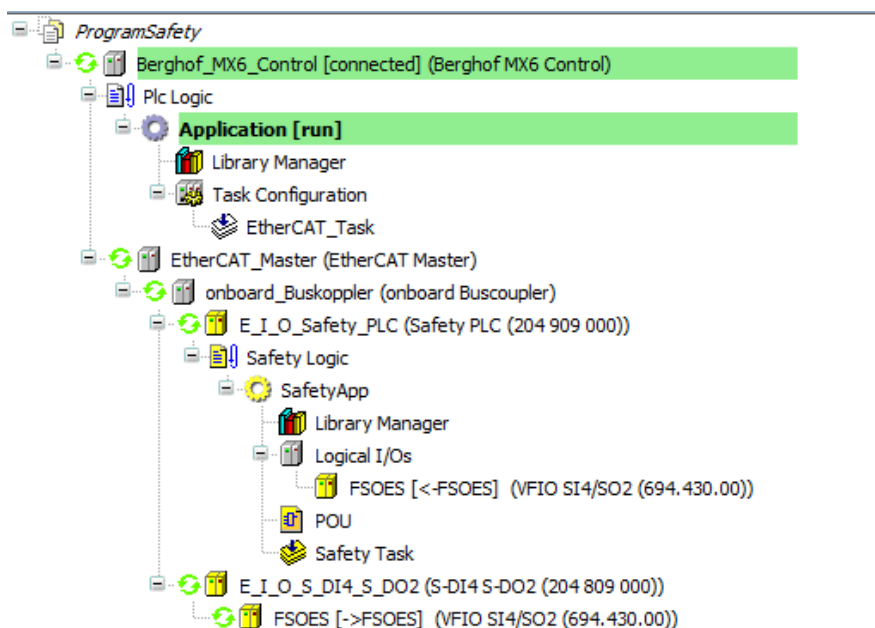 ProgramSafety
Berghof_MX6_Control [connected] (Berghof MX6 Control)
Plc Logic
Application [run]
Library Manager
Task Configuration
EtherCAT_Task
EtherCAT_Master (EtherCAT Master)
onboard_Buskoppler (onboard Buscoupler)
E_I_O_Safety_PLC (Safety PLC (204 909 000))
Safety Logic
SafetyApp
Library Manager
Logical I/Os
FSOES [<-FSOES] (VFIO SI4/SO2 (694.430.00))
POU
Safety Task
E_I_O_S_DI4_S_DO2 (S-DI4 S-DO2 (204 809 000))
FSOES [->FSOES] (VFIO SI4/SO2 (694.430.00))